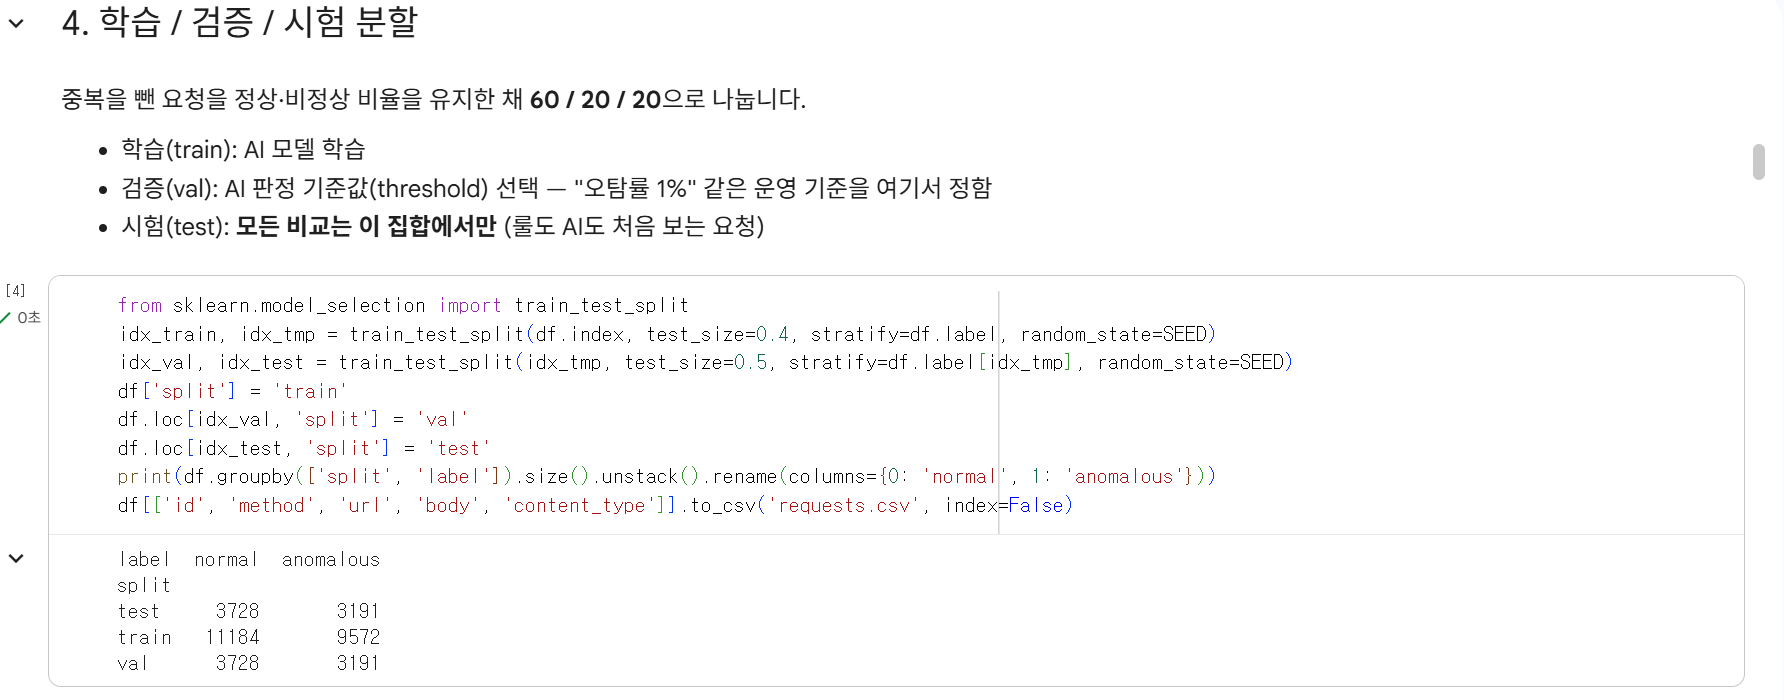 4. 학습 / 검증 / 시험 분할
중복을 뺀 요청을 정상·비정상 비율을 유지한 채 60 / 20 / 20으로 나눕니다.
• 학습(train): AI 모델 학습
• 검증(val): AI 판정 기준값(threshold) 선택 — "오탐률 1%" 같은 운영 기준을 여기서 정함
• 시험(test): 모든 비교는 이 집합에서만 (룰도 AI도 처음 보는 요청)
[4]
0초
from sklearn.model_selection import train_test_split
idx_train, idx_tmp = train_test_split(df.index, test_size=0.4, stratify=df.label, random_state=SEED)
idx_val, idx_test = train_test_split(idx_tmp, test_size=0.5, stratify=df.label[idx_tmp], random_state=SEED)
df['split'] = 'train'
df.loc[idx_val, 'split'] = 'val'
df.loc[idx_test, 'split'] = 'test'
print(df.groupby(['split', 'label']).size().unstack().rename(columns={0: 'normal', 1: 'anomalous'}))
df[['id', 'method', 'url', 'body', 'content_type']].to_csv('requests.csv', index=False)
label normal anomalous
split
test 3728 3191
train 11184 9572
val 3728 3191